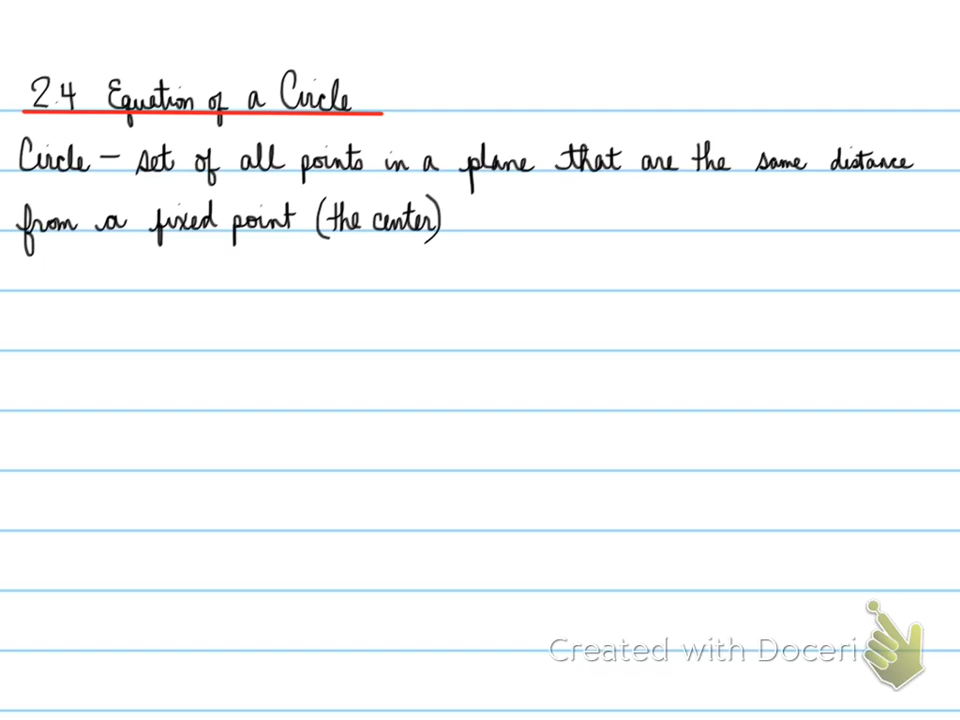 2.4 Equation of a Circle
Circle – set of all points in a plane that are the same distance
from a fixed point (the center)
Created with Doceri